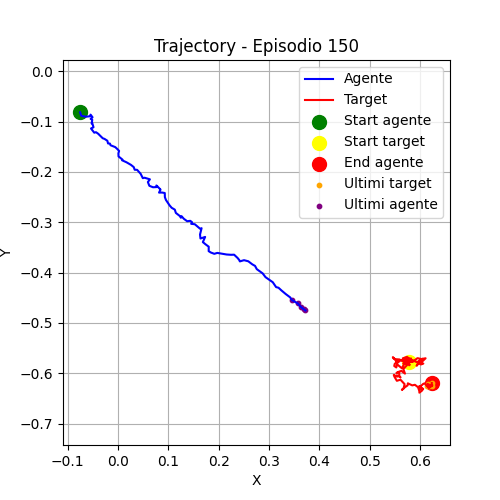 Trajectory - Episodio 150
0.0
−0.1
−0.2
−0.3
−0.4
−0.5
−0.6
−0.7
Y
Agente
Target
Start agente
Start target
End agente
Ultimi target
Ultimi agente
−0.1
0.0
0.1
0.2
0.3
0.4
0.5
0.6
X